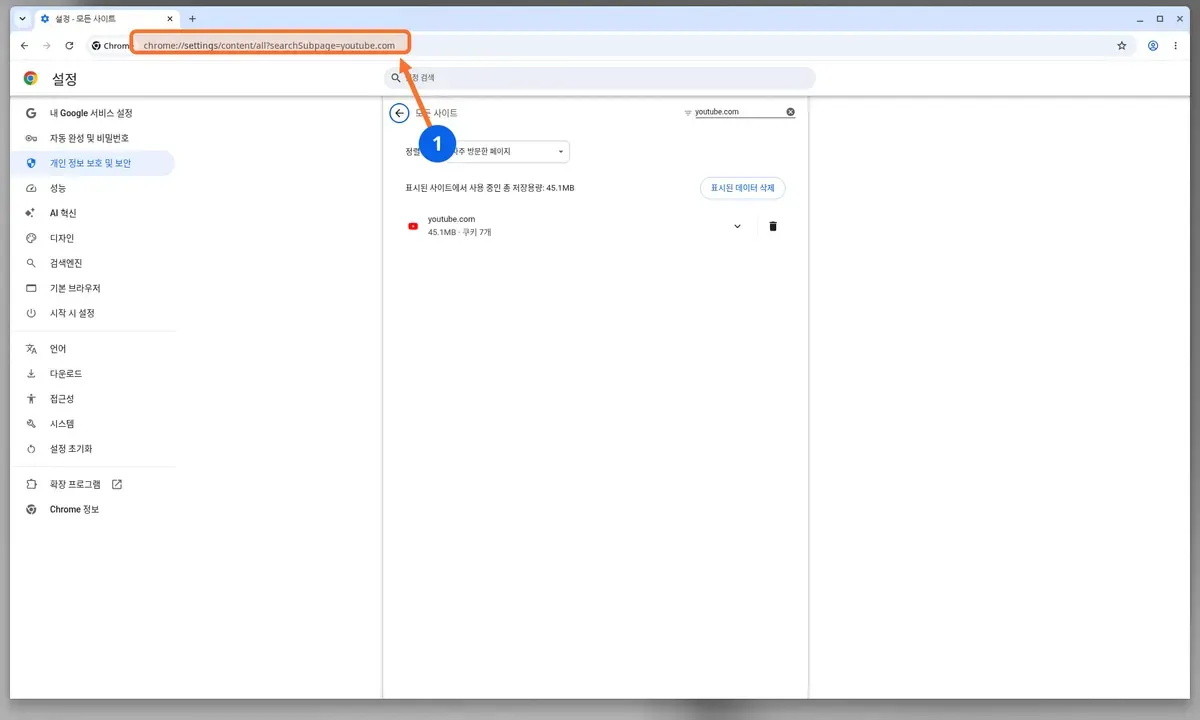 설정 - 모든 사이트
Chrom
chrome://settings/content/all?searchSubpage=youtube.com
설정
검색
내 Google 서비스 설정
자동 완성 및 비밀번호
개인 정보 보호 및 보안
성능
AI 혁신
디자인
검색엔진
기본 브라우저
시작 시 설정
언어
다운로드
접근성
시스템
설정 초기화
확장 프로그램
Chrome 정보
모든 사이트
youtube.com
1
정렬
자주 방문한 페이지
표시된 사이트에서 사용 중인 총 저장용량: 45.1MB
표시된 데이터 삭제
youtube.com
45.1MB · 쿠키 7개